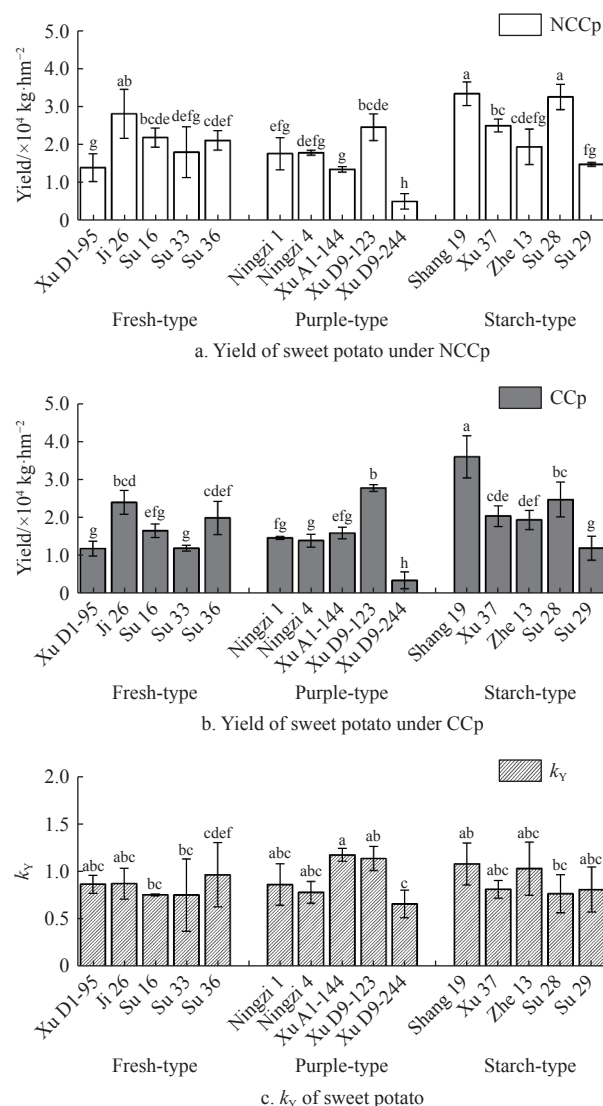 NCCp
Yield/×10⁴ kg·hm⁻²
5.0
4.0
3.0
2.0
1.0
0
g ab bcde defg cdef efg defg g bcde h a bc cdefg a fg
Xu D1-95 Ji 26 Su 16 Su 33 Su 36 Ningzi 1 Ningzi 4 Xu A1-144 Xu D9-123 Xu D9-244 Shang 19 Xu 37 Zhe 13 Su 28 Su 29
Fresh-type Purple-type Starch-type
a. Yield of sweet potato under NCCp
CCp
Yield/×10⁴ kg·hm⁻²
5.0
4.0
3.0
2.0
1.0
0
g bcd efg g cdef fg g efg b h a cde def bc g
Xu D1-95 Ji 26 Su 16 Su 33 Su 36 Ningzi 1 Ningzi 4 Xu A1-144 Xu D9-123 Xu D9-244 Shang 19 Xu 37 Zhe 13 Su 28 Su 29
Fresh-type Purple-type Starch-type
b. Yield of sweet potato under CCp
kY
kY
2.0
1.5
1.0
0.5
0
abc abc bc abc cdef abc abc a ab c ab abc abc bc abc
Xu D1-95 Ji 26 Su 16 Su 33 Su 36 Ningzi 1 Ningzi 4 Xu A1-144 Xu D9-123 Xu D9-244 Shang 19 Xu 37 Zhe 13 Su 28 Su 29
Fresh-type Purple-type Starch-type
c. kY of sweet potato